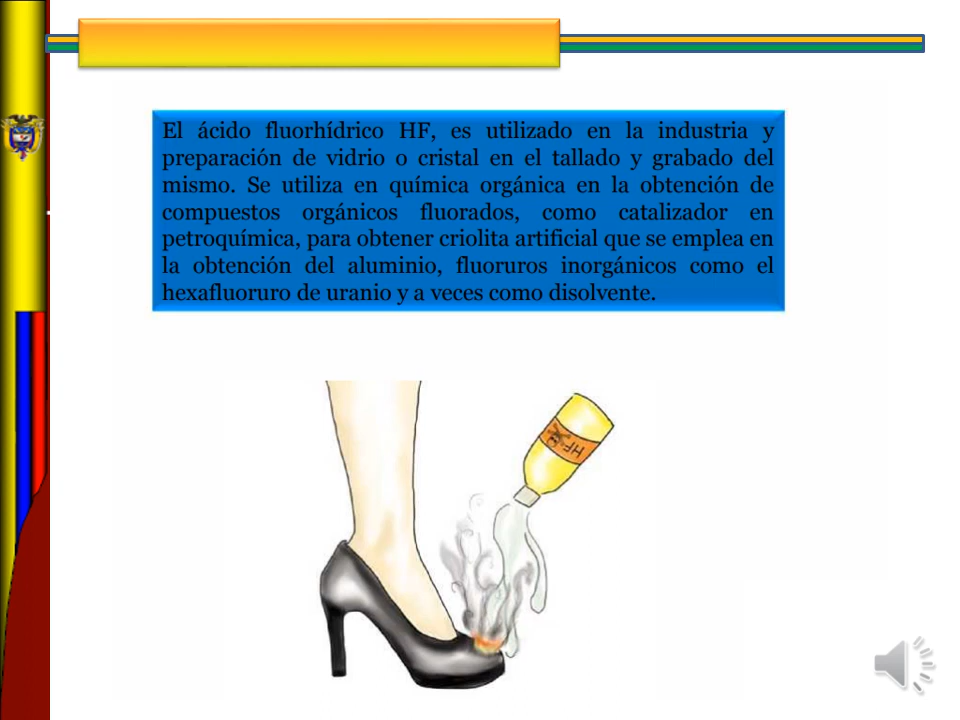 El ácido fluorhídrico HF, es utilizado en la industria y
preparación de vidrio o cristal en el tallado y grabado del
mismo. Se utiliza en química orgánica en la obtención de
compuestos orgánicos fluorados, como catalizador en
petroquímica, para obtener criolita artificial que se emplea en
la obtención del aluminio, fluoruros inorgánicos como el
hexafluoruro de uranio y a veces como disolvente.
HF